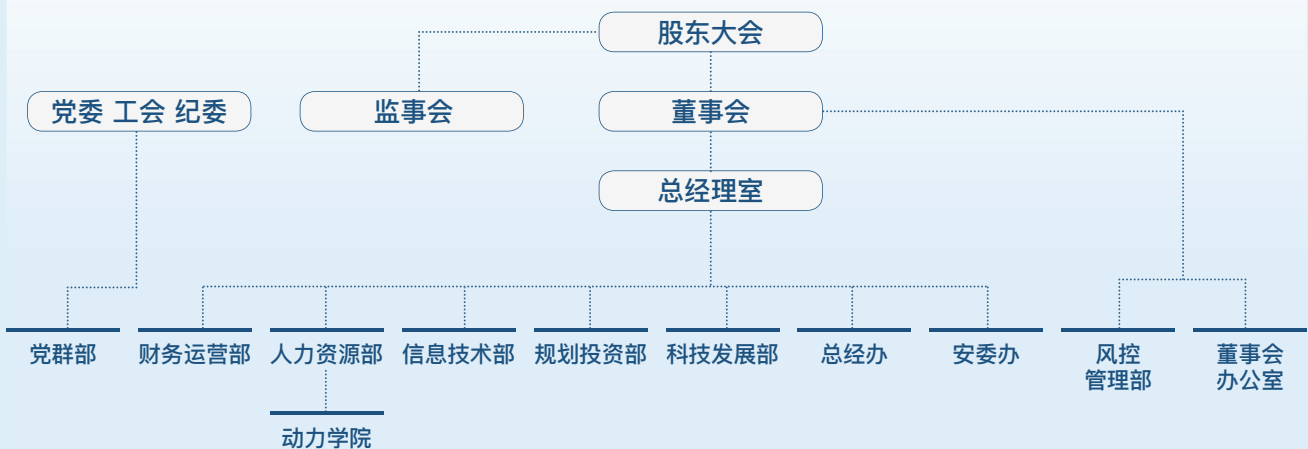 股东大会
党委 工会 纪委
监事会
董事会
总经理室
党群部
财务运营部
人力资源部
信息技术部
规划投资部
科技发展部
总经办
安委办
风控
管理部
董事会
办公室
动力学院